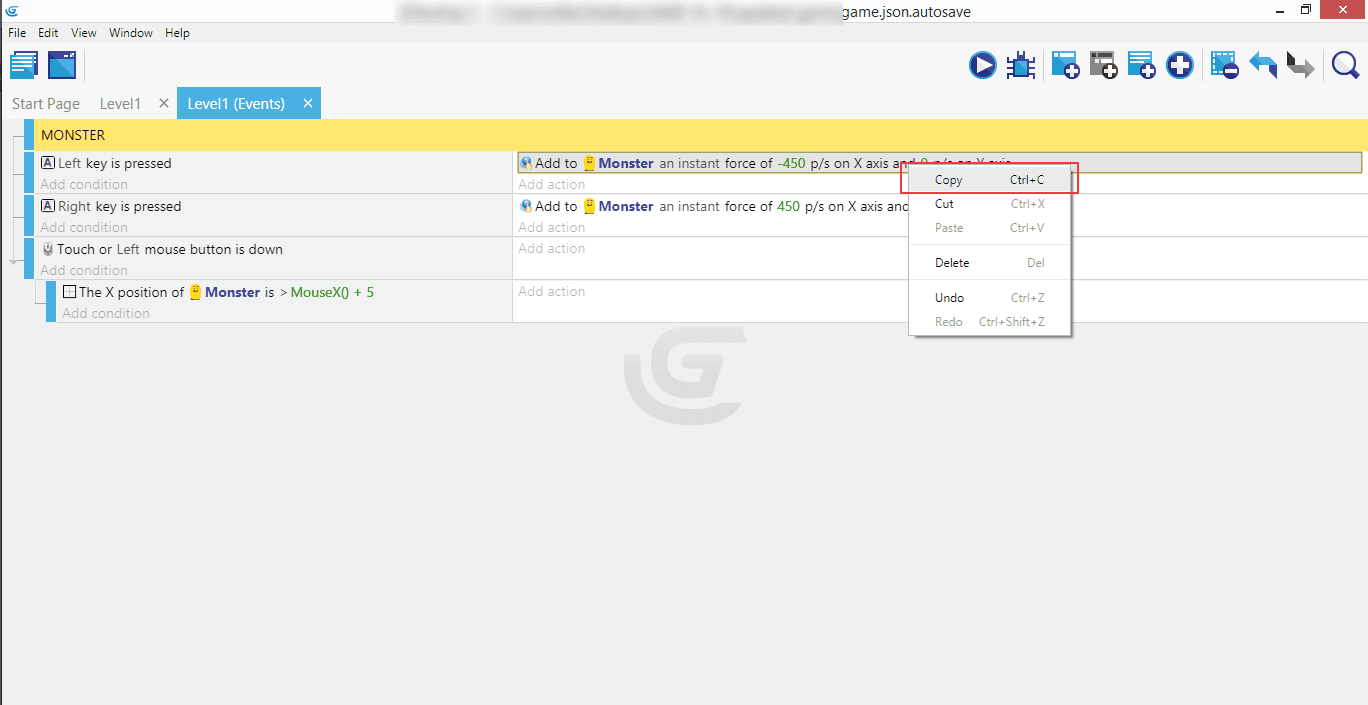 game.json.autosave
File Edit View Window Help
Start Page Level1 × Level1 (Events) ×
MONSTER
A Left key is pressed
Add condition
Add to Monster an instant force of -450 p/s on X axis and 0 p/s on Y axis
Add action
A Right key is pressed
Add condition
Add to Monster an instant force of 450 p/s on X axis and
Add action
Touch or Left mouse button is down
Add condition
Add action
The X position of Monster is > MouseX() + 5
Add condition
Add action
Copy Ctrl+C
Cut Ctrl+X
Paste Ctrl+V
Delete Del
Undo Ctrl+Z
Redo Ctrl+Shift+Z